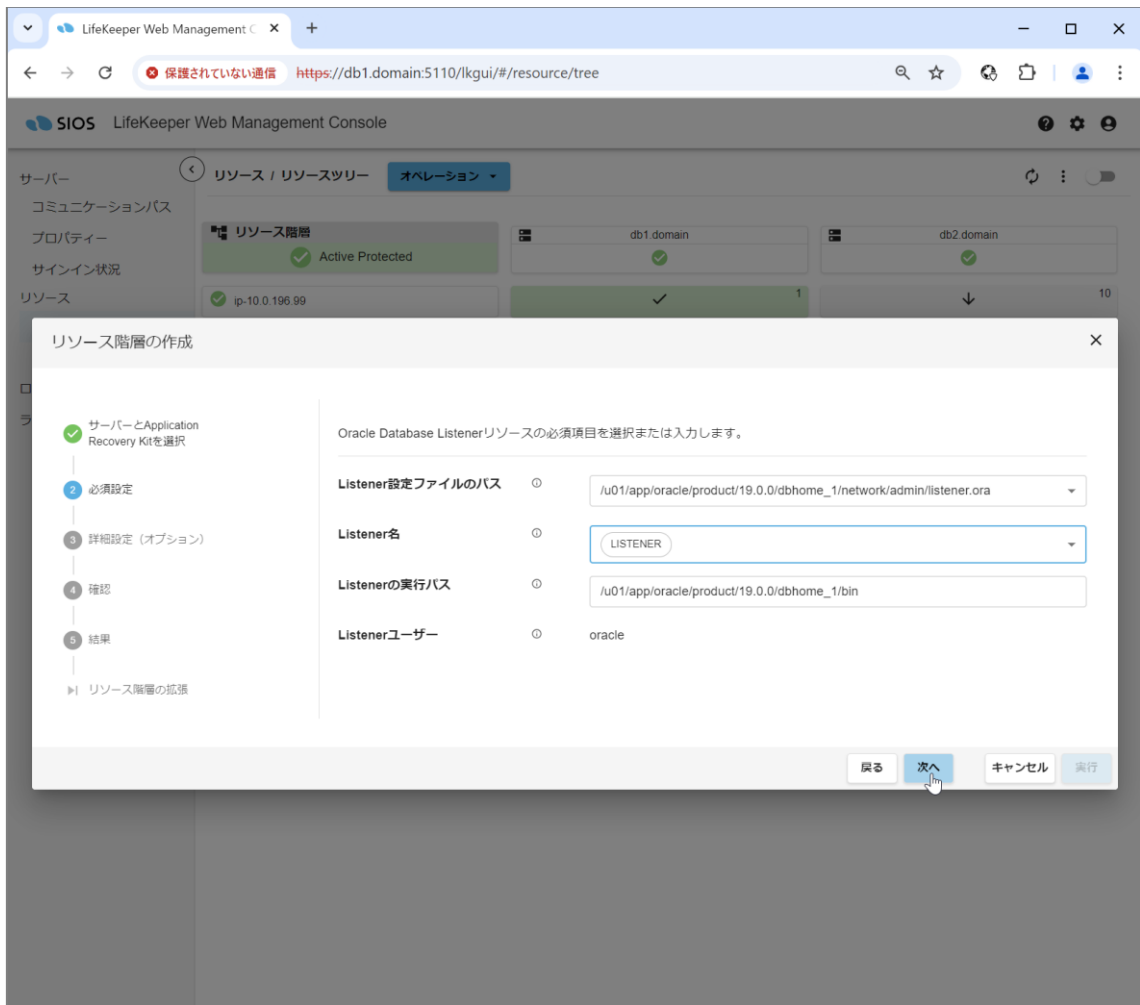 LifeKeeper Web Management C
保護されていない通信 https://db1.domain:5110/lkgui/#/resource/tree
SIOS LifeKeeper Web Management Console
サーバー
コミュニケーションパス
プロパティー
サインイン状況
リソース
リソース / リソースツリー オペレーション
リソース階層 db1.domain db2.domain
Active Protected
ip-10.0.196.99 1 10
リソース階層の作成
サーバーとApplication
Recovery Kitを選択
2 必須設定
3 詳細設定（オプション）
4 確認
5 結果
リソース階層の拡張
Oracle Database Listenerリソースの必須項目を選択または入力します。
Listener設定ファイルのパス /u01/app/oracle/product/19.0.0/dbhome_1/network/admin/listener.ora
Listener名 LISTENER
Listenerの実行パス /u01/app/oracle/product/19.0.0/dbhome_1/bin
Listenerユーザー oracle
戻る 次へ キャンセル 実行